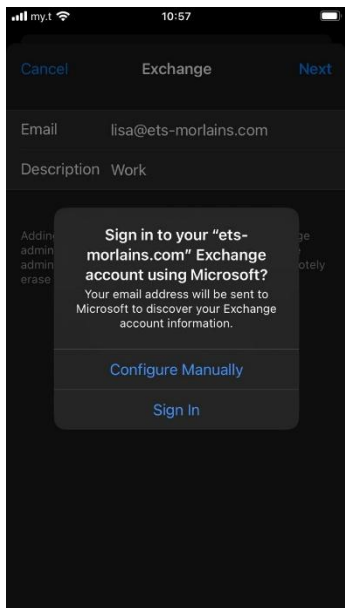 my.t 10:57
Cancel Exchange Next
Email lisa@ets-morlains.com
Description Work
Sign in to your “ets-
morlains.com” Exchange
account using Microsoft?
Your email address will be sent to
Microsoft to discover your Exchange
account information.
Configure Manually
Sign In